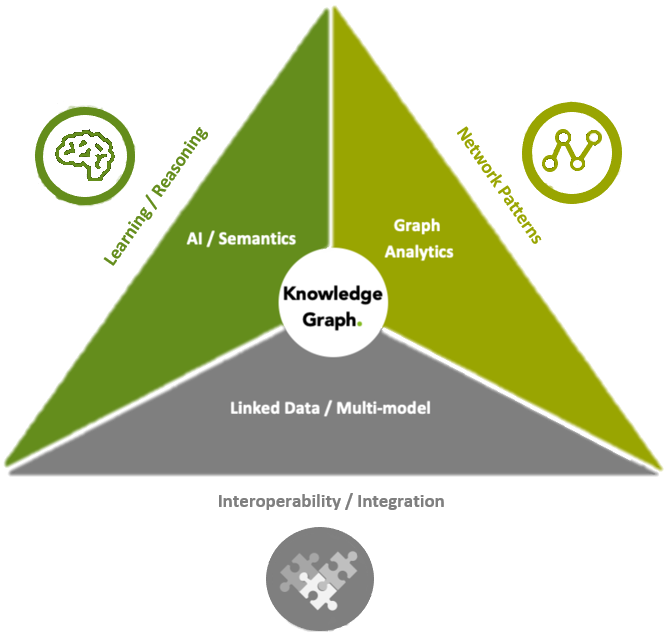 Learning / Reasoning
Network Patterns
AI / Semantics
Graph
Analytics
Knowledge
Graph.
Linked Data / Multi-model
Interoperability / Integration